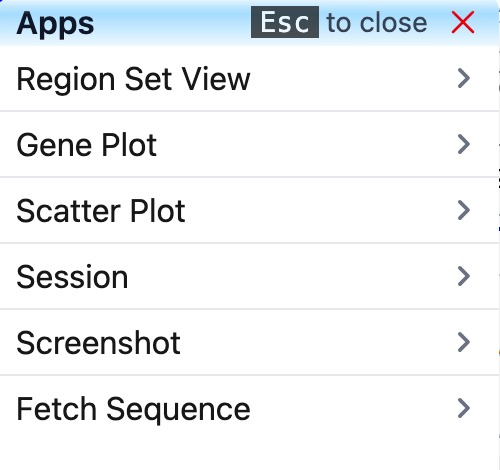 Apps Esc to close
Region Set View
Gene Plot
Scatter Plot
Session
Screenshot
Fetch Sequence